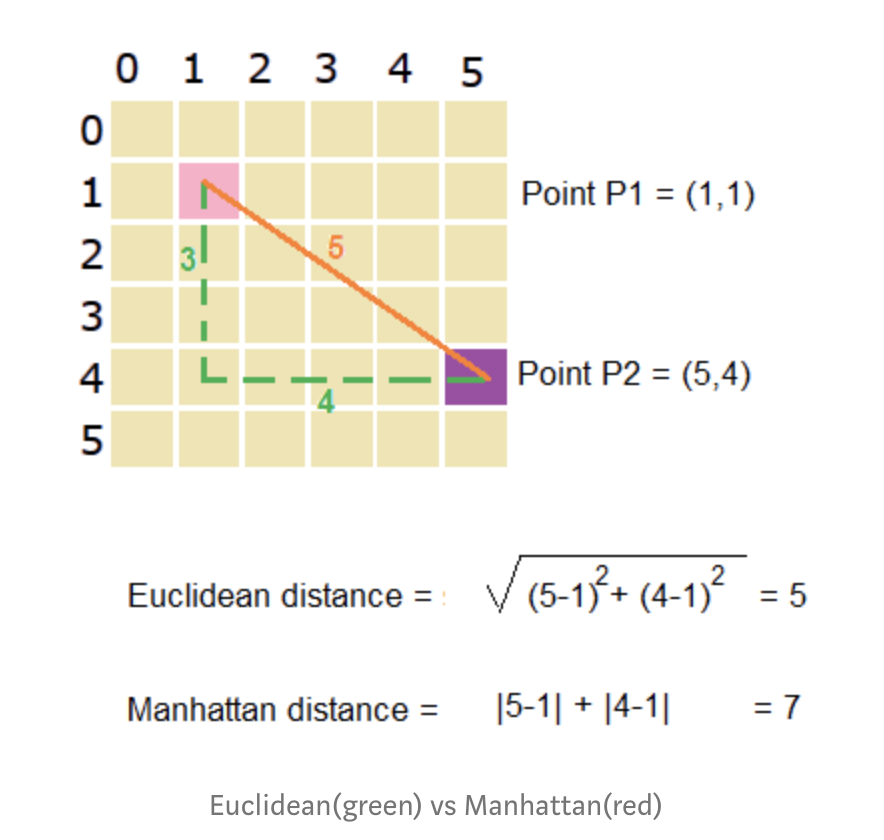 0 1 2 3 4 5
0
1 Point P1 = (1,1)
2 3 5
3
4 Point P2 = (5,4)
4
5
Euclidean distance = : √(5-1)²+ (4-1)² = 5
Manhattan distance = |5-1| + |4-1| = 7
Euclidean(green) vs Manhattan(red)